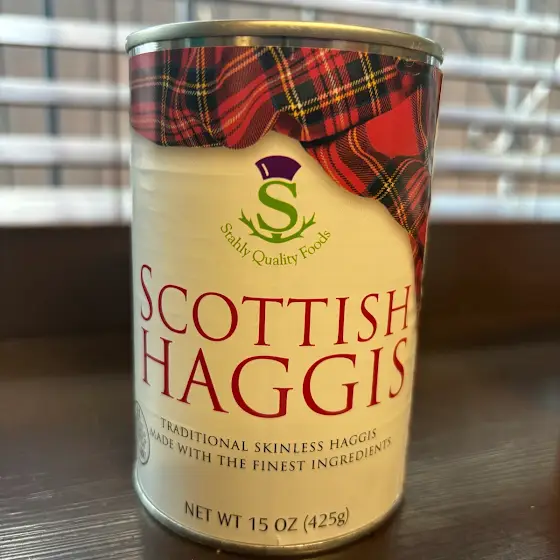 S
Stahly Quality Foods
SCOTTISH
HAGGIS
TRADITIONAL SKINLESS HAGGIS
MADE WITH THE FINEST INGREDIENTS
NET WT 15 OZ (425g)